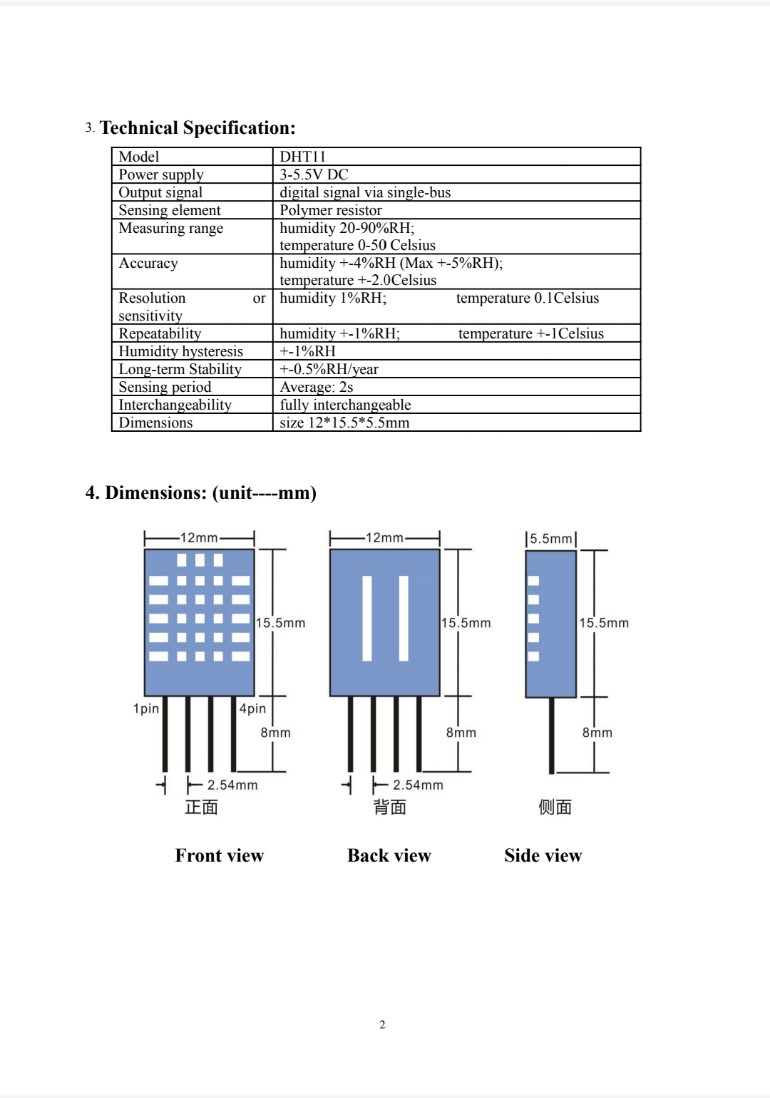 3. Technical Specification:
Model DHT11
Power supply 3-5.5V DC
Output signal digital signal via single-bus
Sensing element Polymer resistor
Measuring range humidity 20-90%RH;
temperature 0-50 Celsius
Accuracy humidity +-4%RH (Max +-5%RH);
temperature +-2.0Celsius
Resolution or humidity 1%RH; temperature 0.1Celsius
sensitivity
Repeatability humidity +-1%RH; temperature +-1Celsius
Humidity hysteresis +-1%RH
Long-term Stability +-0.5%RH/year
Sensing period Average: 2s
Interchangeability fully interchangeable
Dimensions size 12*15.5*5.5mm
4. Dimensions: (unit----mm)
12mm 12mm 5.5mm
15.5mm 15.5mm 15.5mm
1pin 4pin
8mm 8mm 8mm
2.54mm 2.54mm
正面 背面 侧面
Front view Back view Side view
2